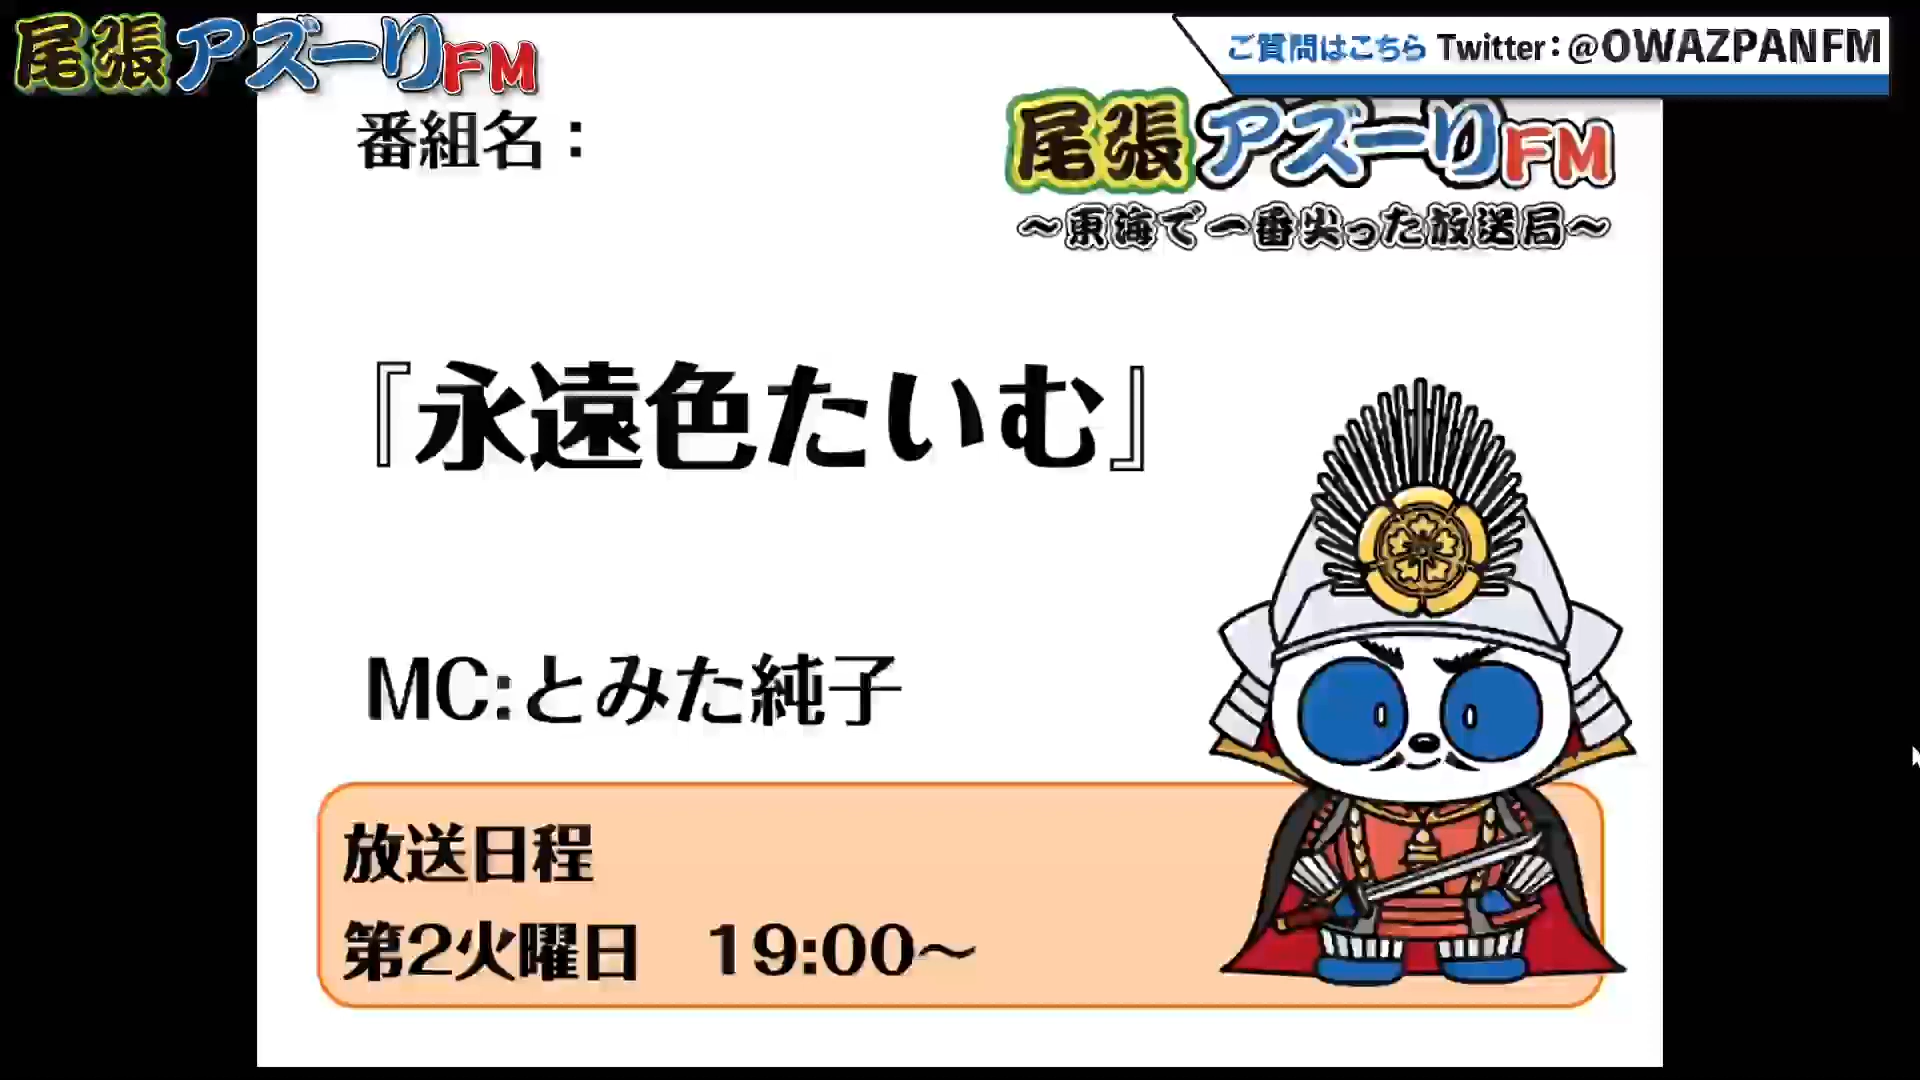 尾張アズーりFM
ご質問はこちら Twitter：@OWAZPANFM
番組名：
尾張アズーりFM
～東海で一番尖った放送局～
『永遠色たいむ』
MC:とみた純子
放送日程
第2火曜日　19:00～